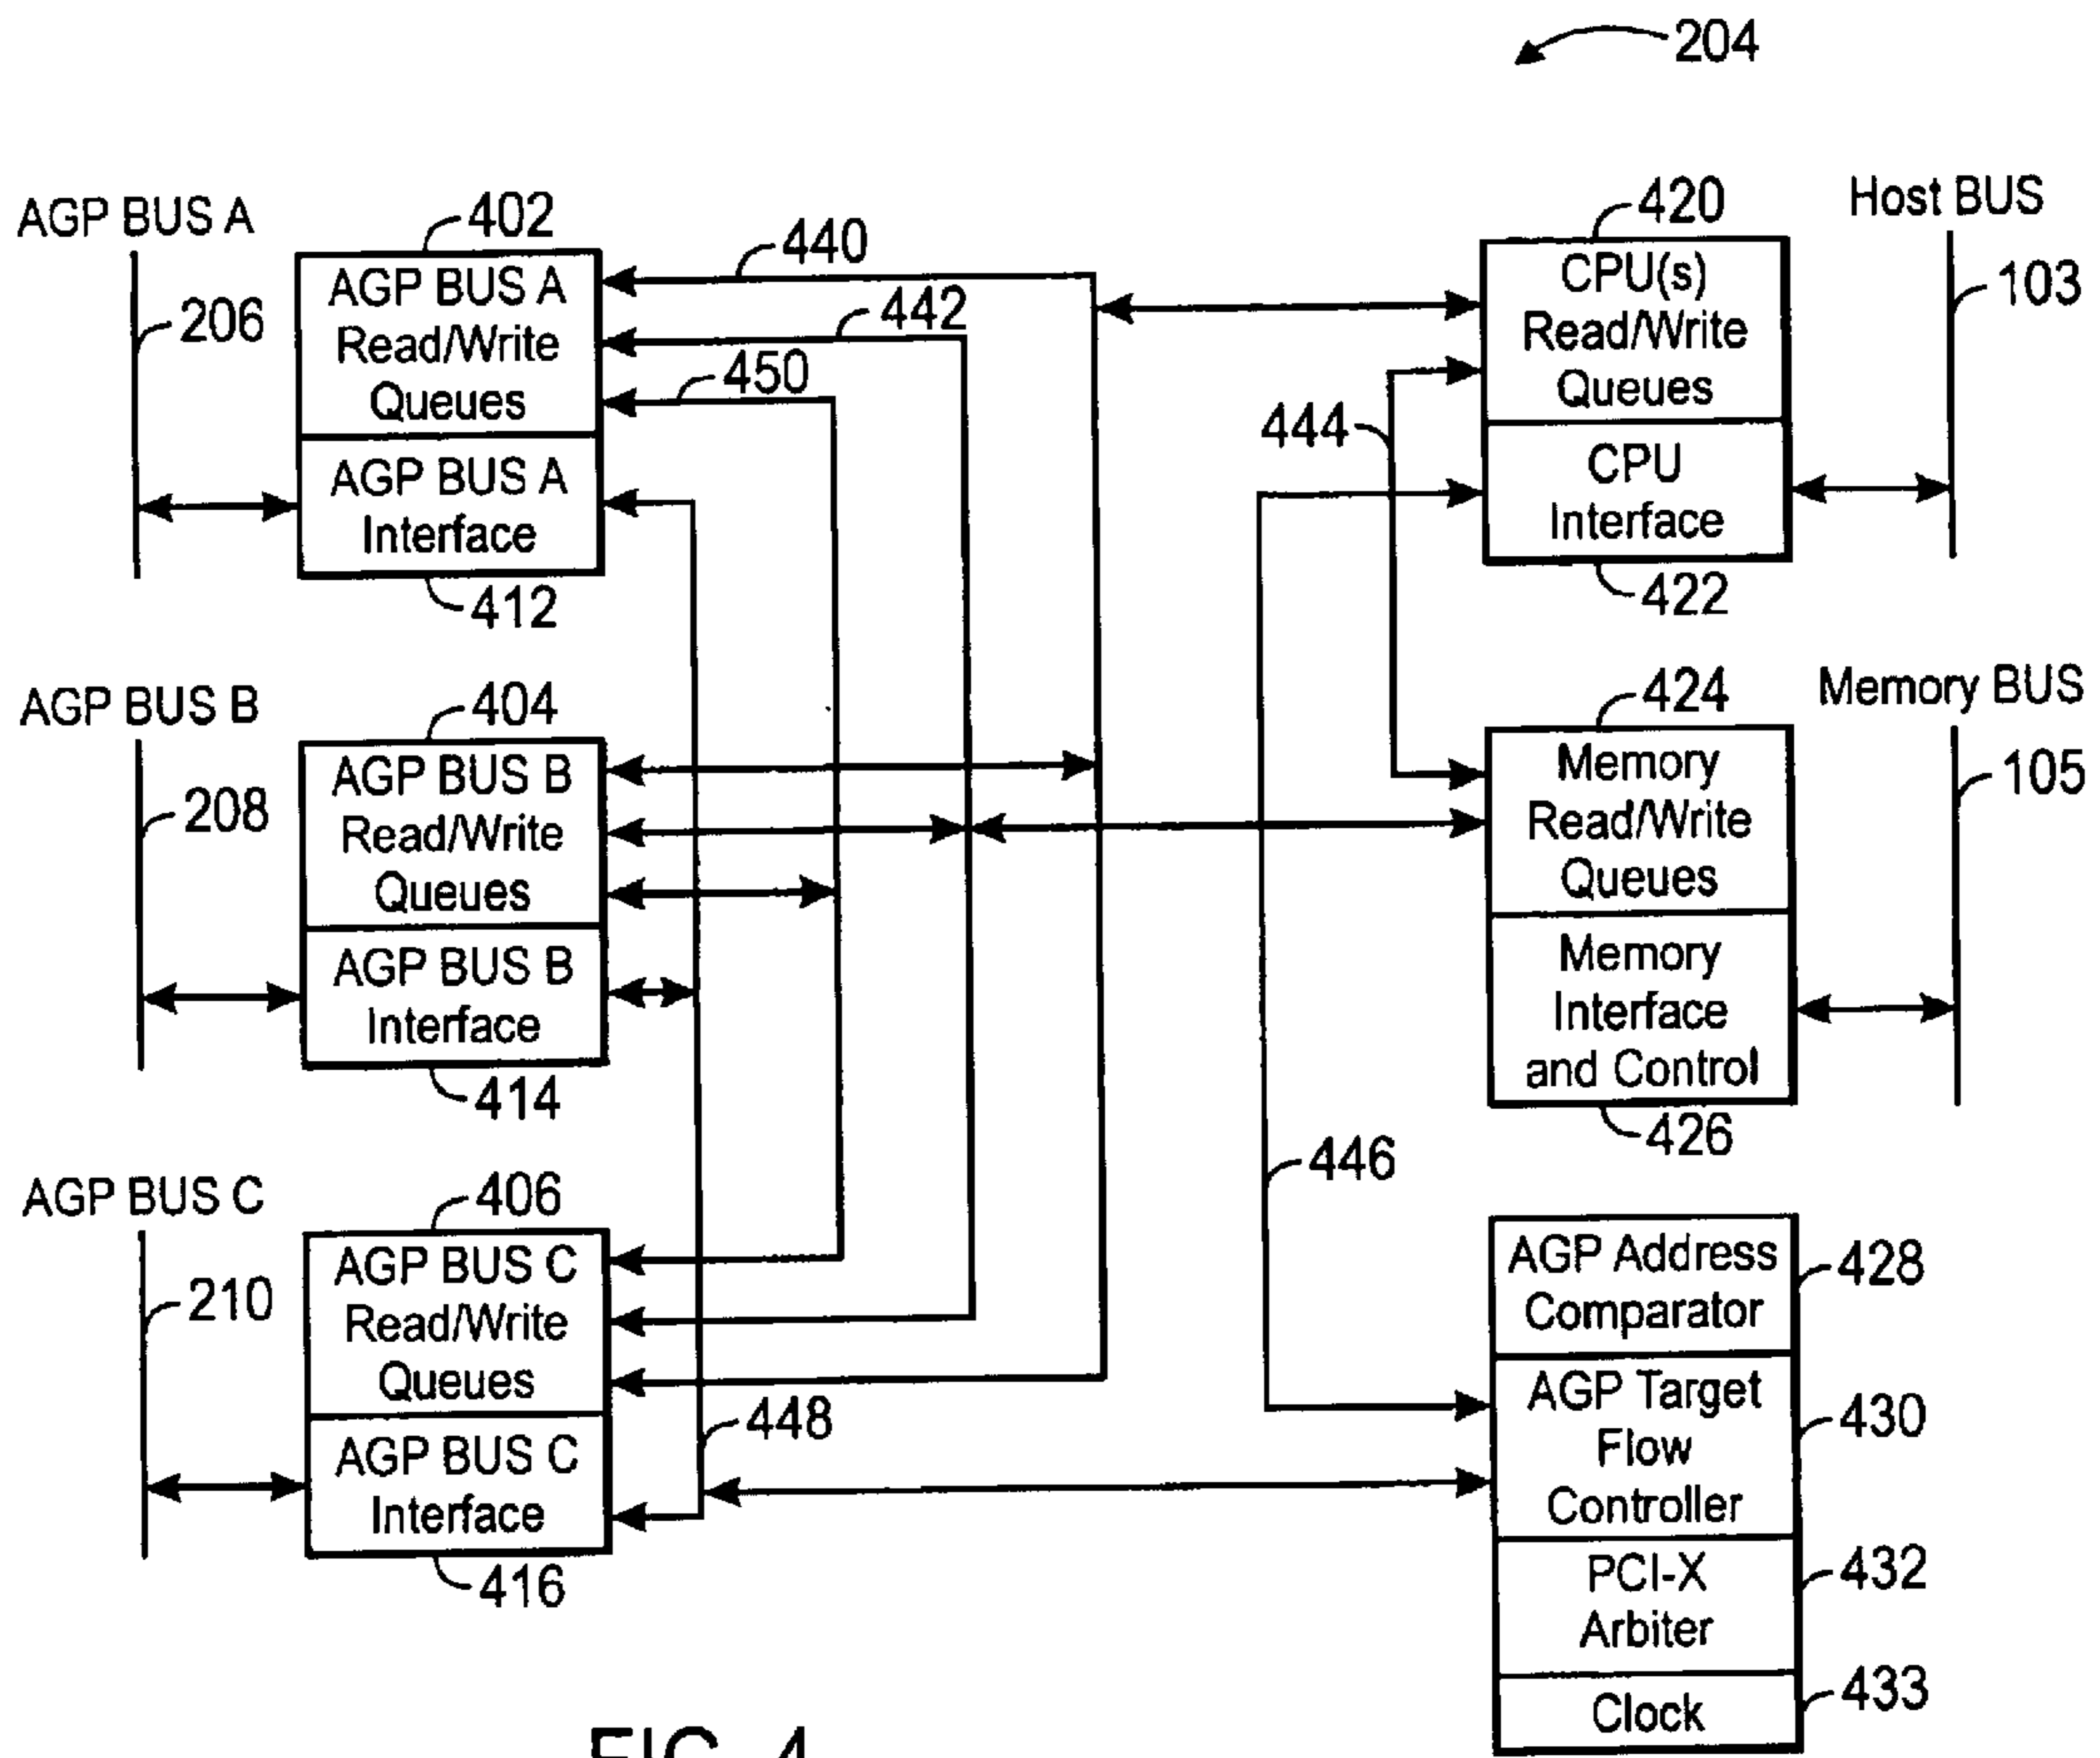 204
AGP BUS A
206
402
AGP BUS A
Read/Write
Queues
AGP BUS A
Interface
412
440
442
450
420
CPU(s)
Read/Write
Queues
CPU
Interface
422
444
Host BUS
103
AGP BUS B
208
404
AGP BUS B
Read/Write
Queues
AGP BUS B
Interface
414
424
Memory
Read/Write
Queues
Memory
Interface
and Control
426
Memory BUS
105
AGP BUS C
210
406
AGP BUS C
Read/Write
Queues
AGP BUS C
Interface
416
448
446
AGP Address
Comparator
428
AGP Target
Flow
Controller
430
PCI-X
Arbiter
432
Clock
433
FIG. 4